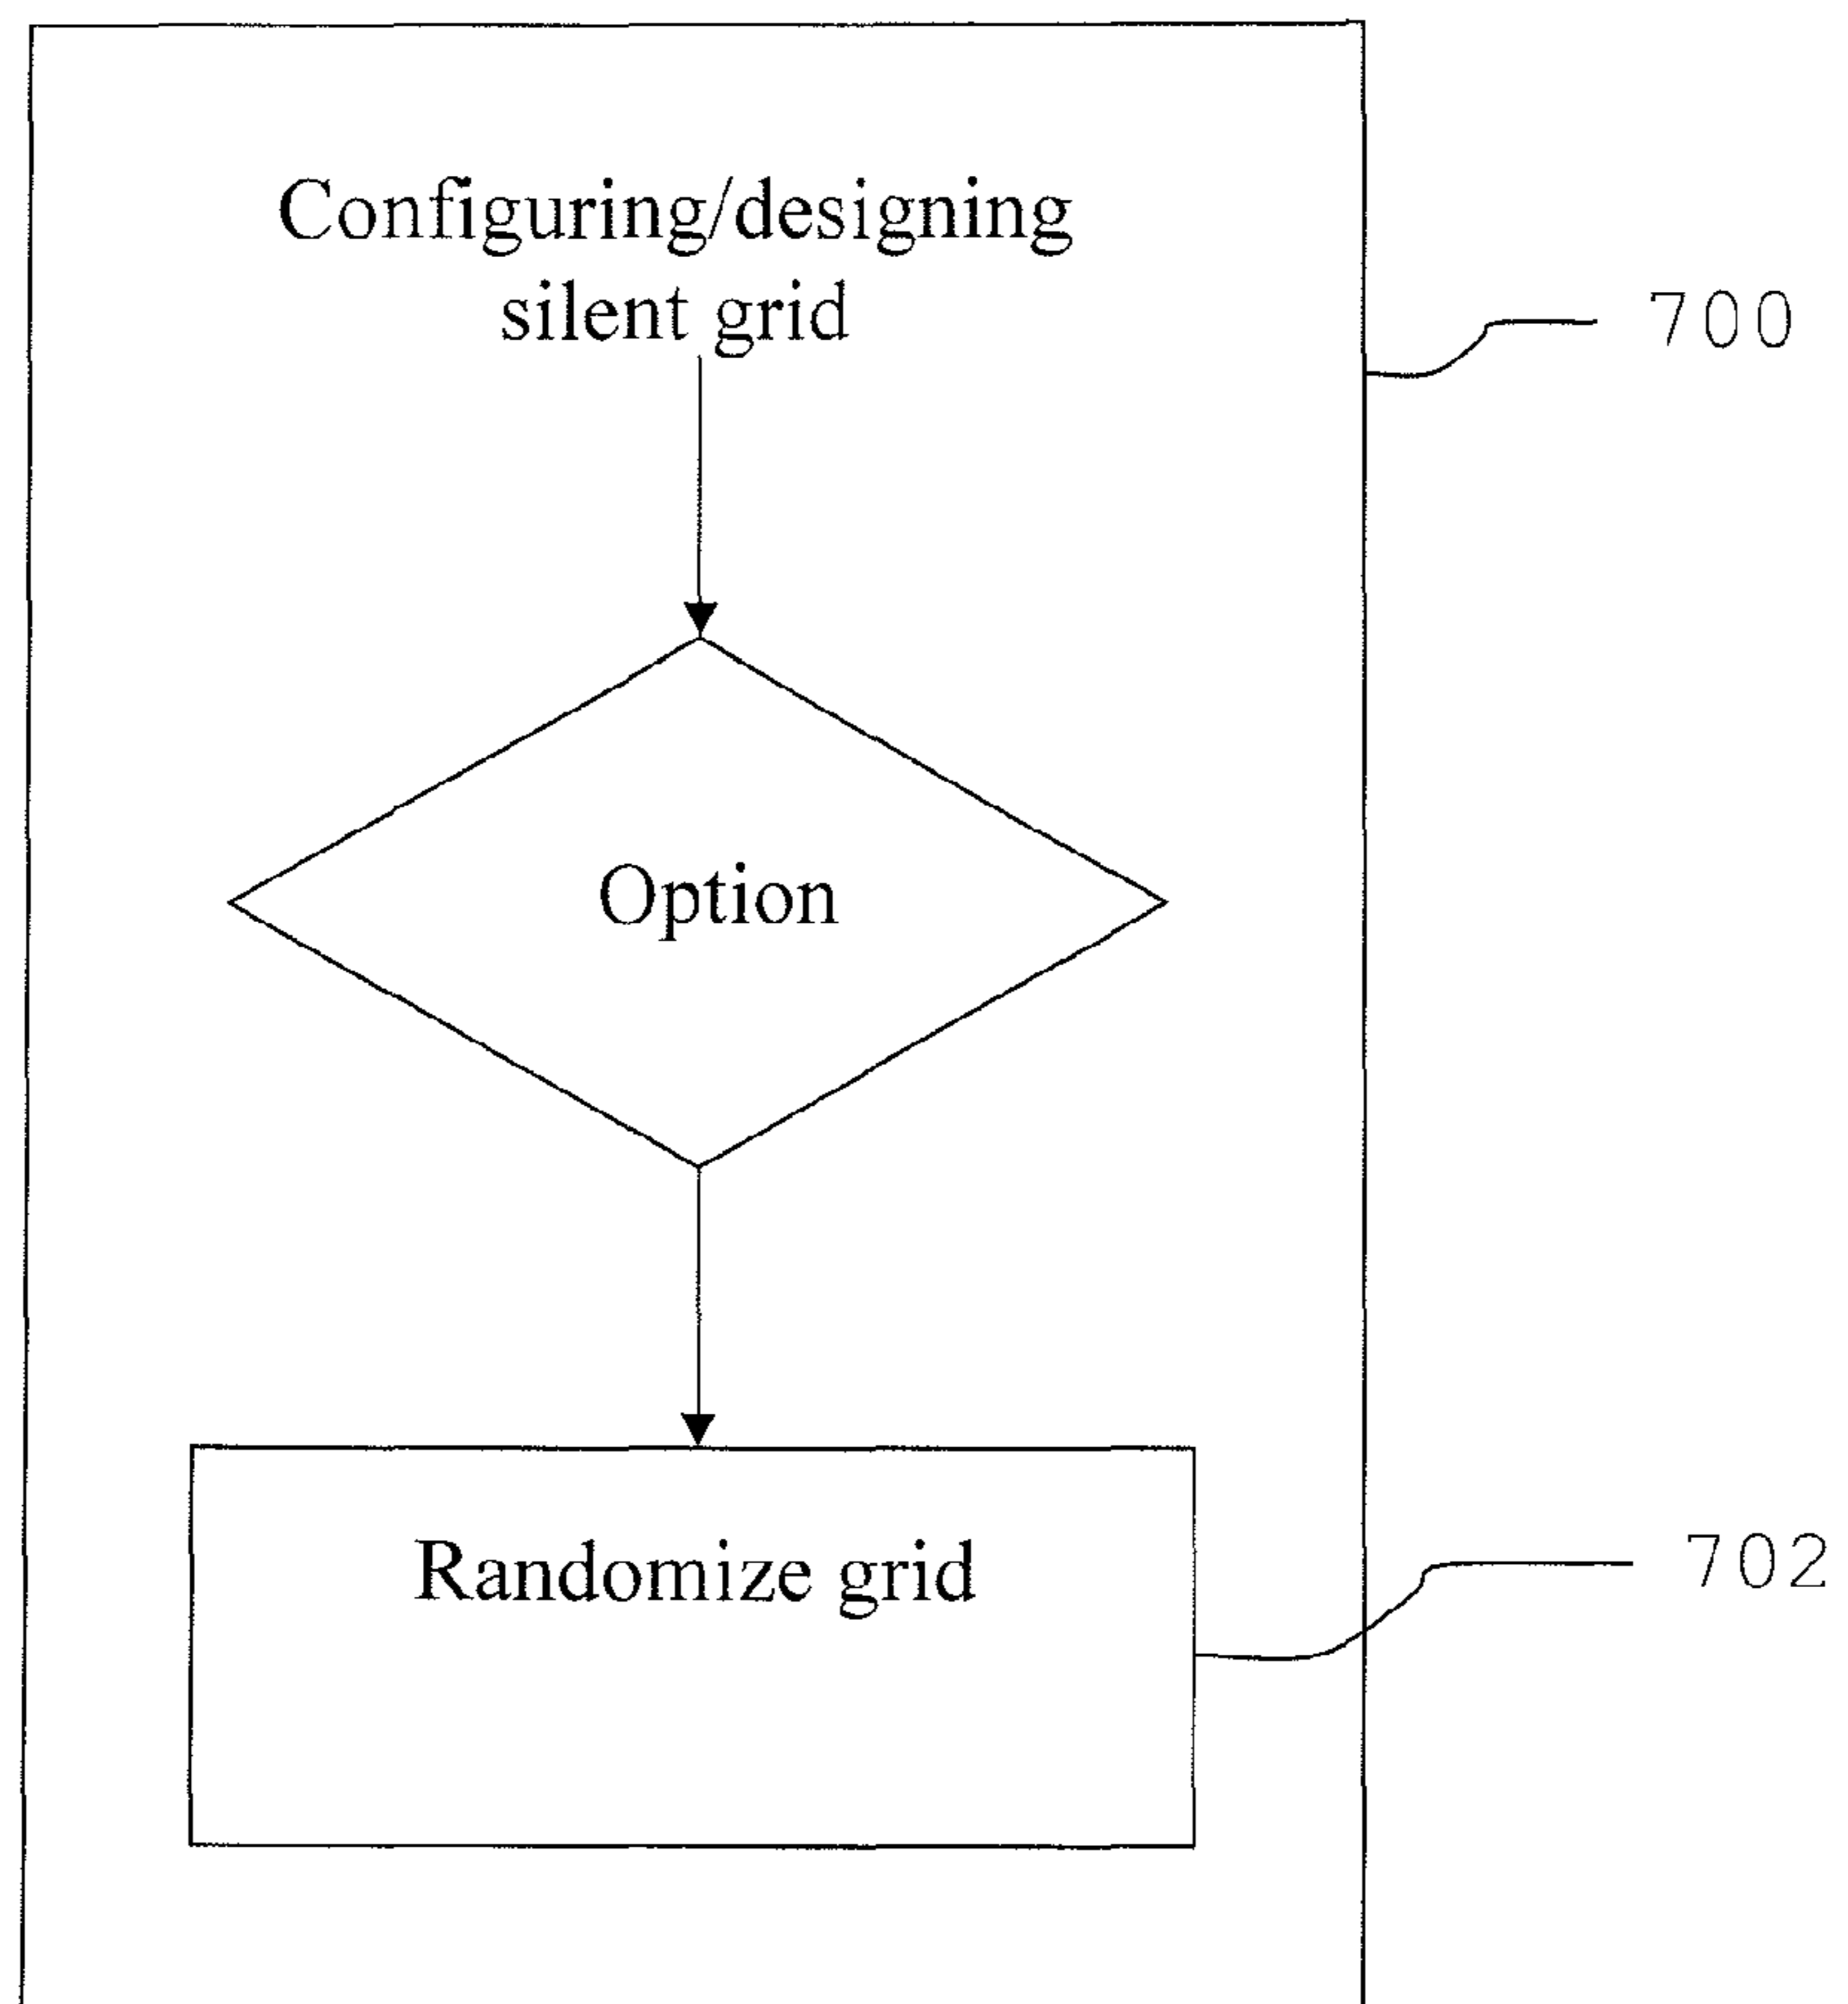 Configuring/designing
silent grid
700
Option
Randomize grid
702